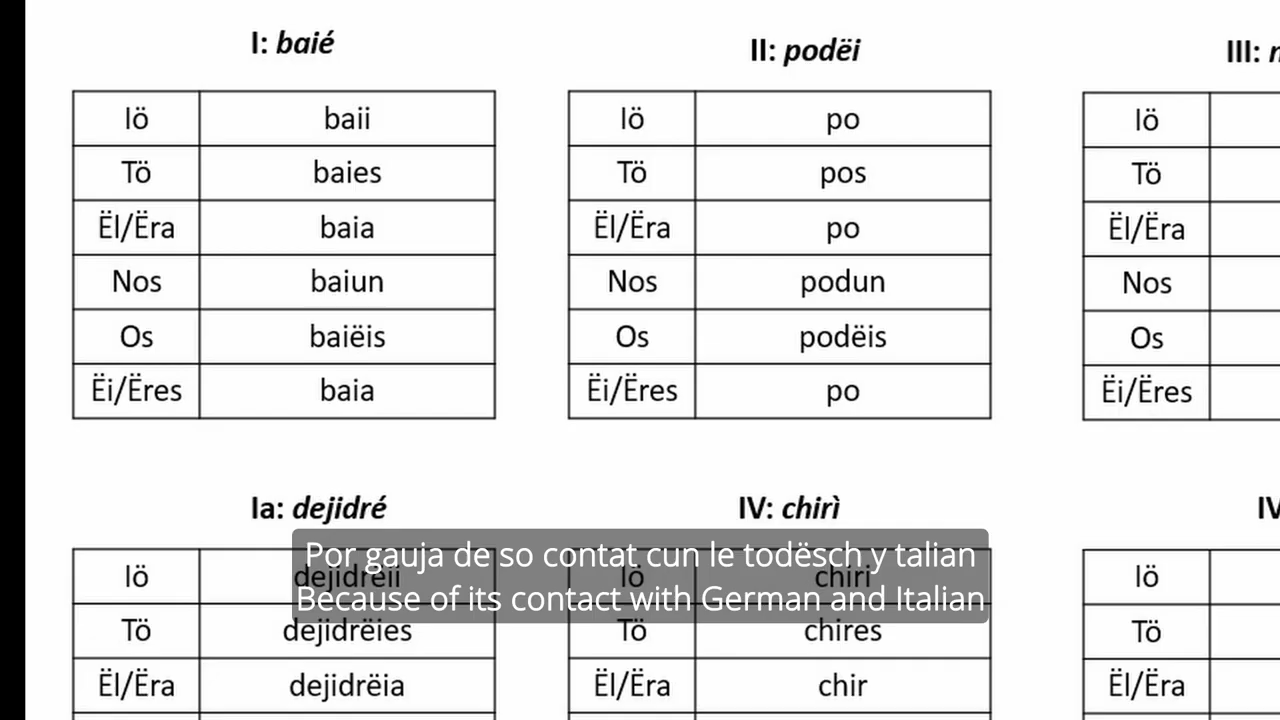 I: baié
Iö baii
Tö baies
Ël/Ëra baia
Nos baiun
Os baiëis
Ëi/Ëres baia
II: podëi
Iö po
Tö pos
Ël/Ëra po
Nos podun
Os podëis
Ëi/Ëres po
III:
Iö
Tö
Ël/Ëra
Nos
Os
Ëi/Ëres
Ia: dejidré
Iö dejidrëii
Tö dejidrëies
Ël/Ëra dejidrëia
IV: chirì
Iö chiri
Tö chires
Ël/Ëra chir
Iö
Tö
Ël/Ëra
Por gauja de so contat cun le todësch y talian
Because of its contact with German and Italian